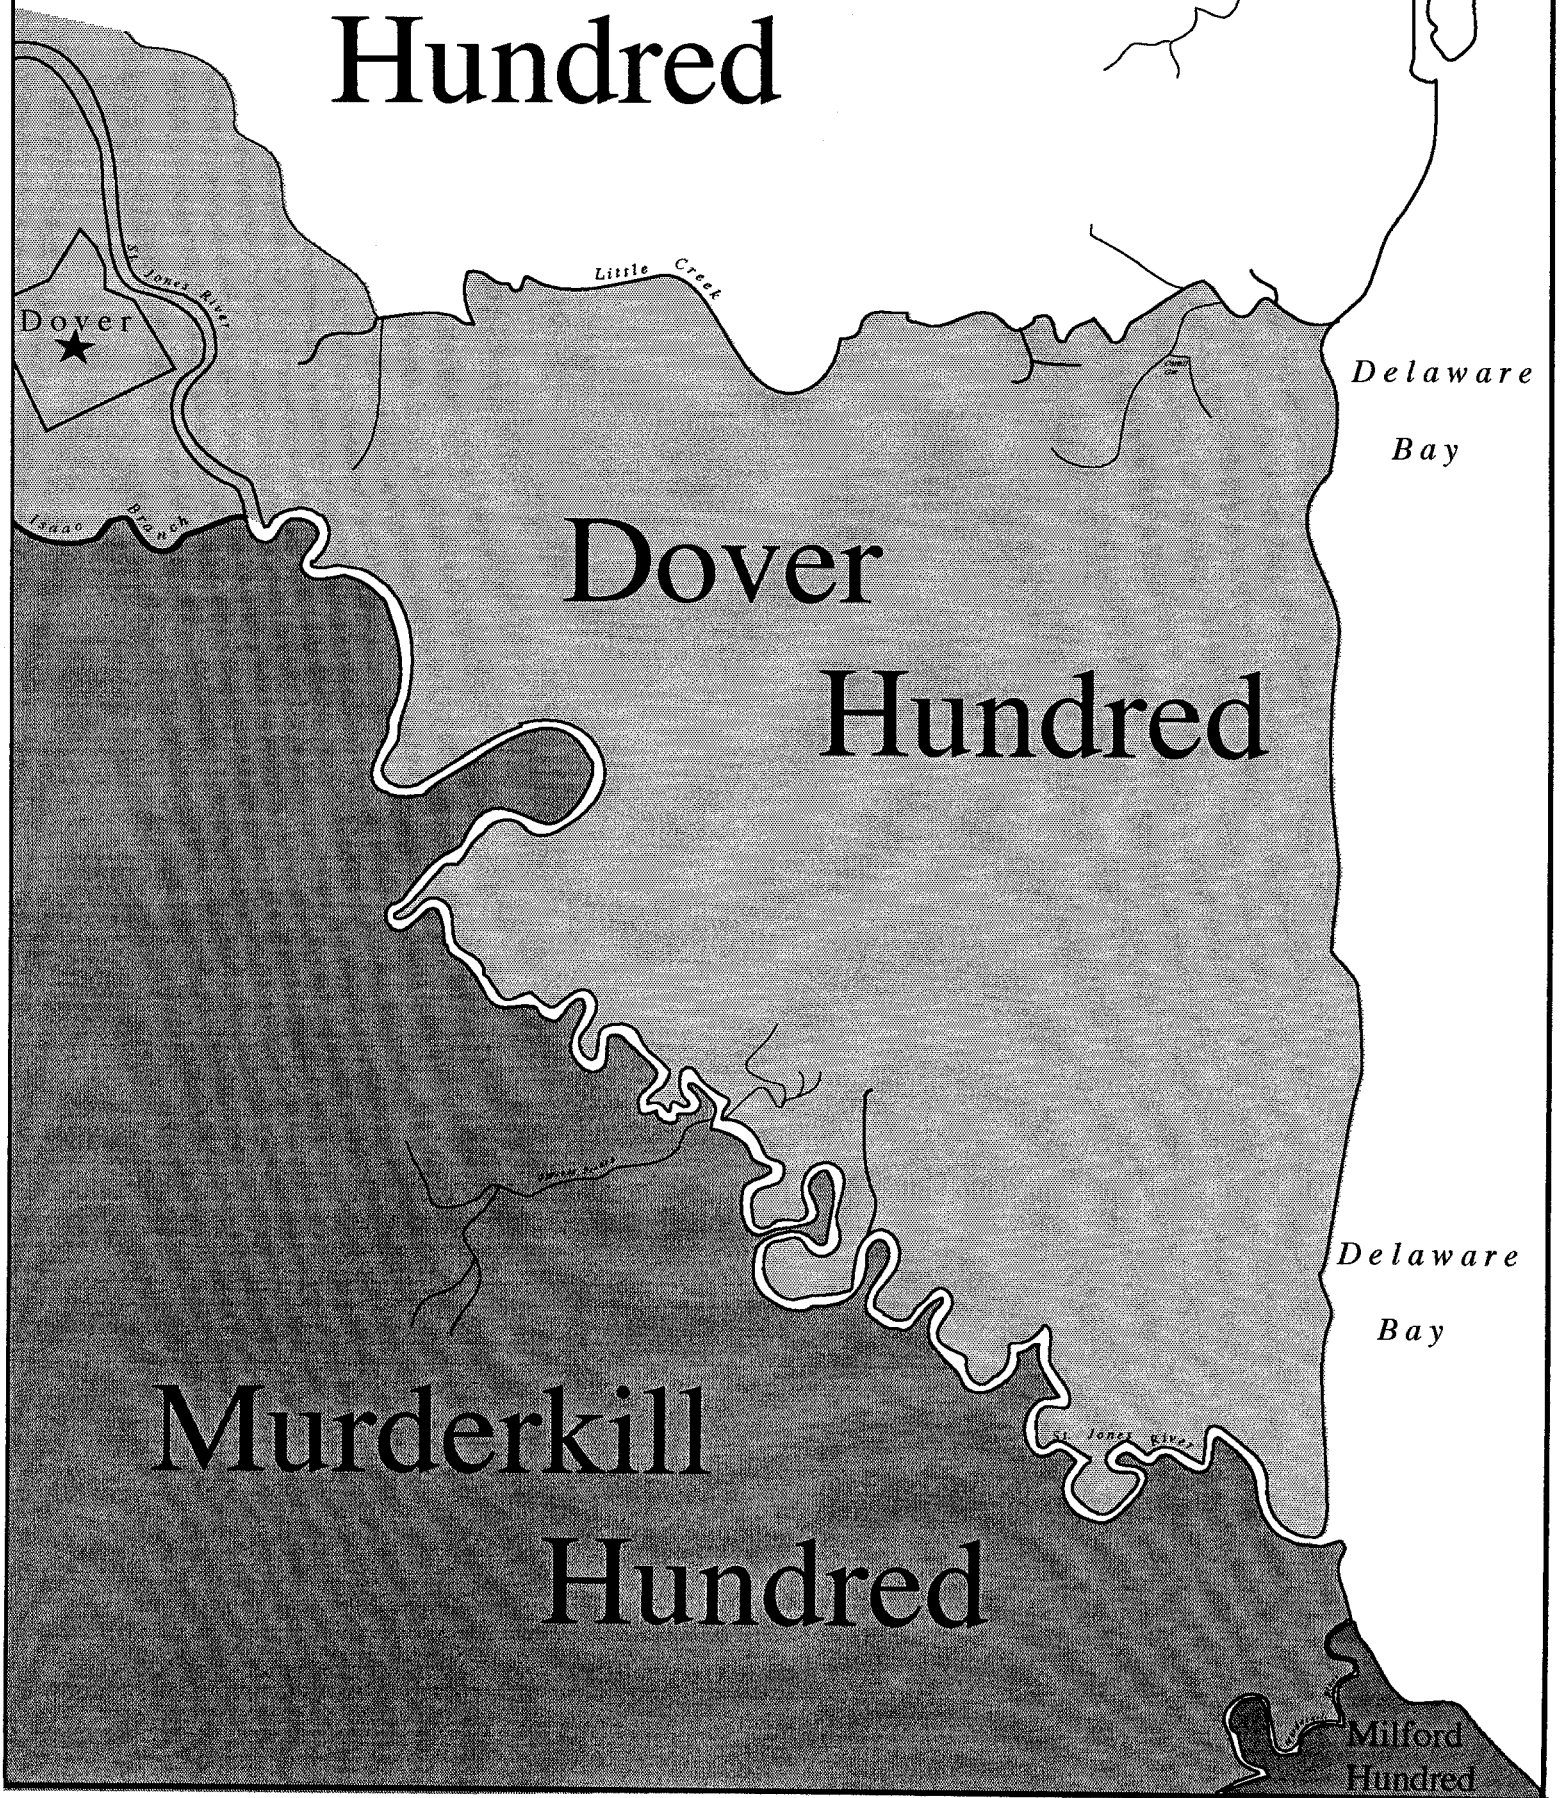 Hundred
St. Jones River
Little Creek
Dover
Delaware
Bay
Isaac Branch
Dover
Hundred
Delaware
Bay
Murderkill
St. Jones River
Hundred
Milford
Hundred